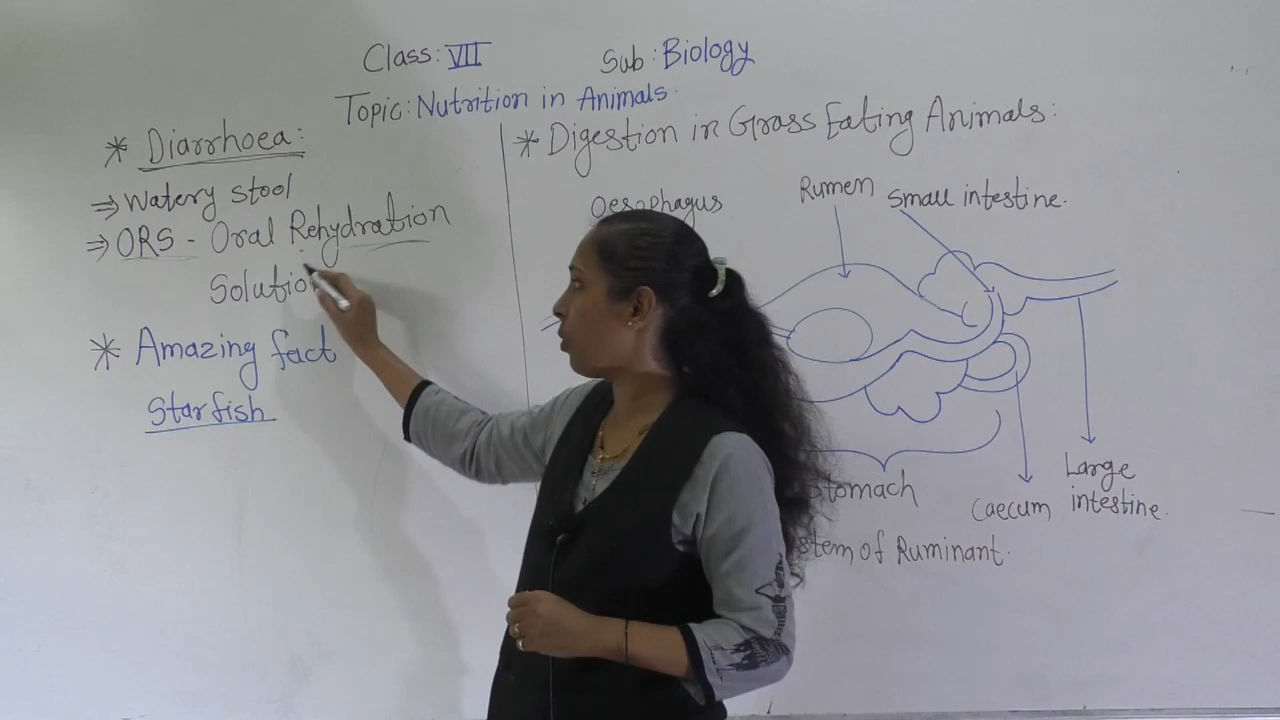 Class: VII Sub: Biology
Topic: Nutrition in Animals.
* Diarrhoea:
⇒ Watery stool
⇒ ORS - Oral Rehydration
Solution
* Amazing fact
Starfish
* Digestion in Grass Eating Animals:
Oesophagus
Rumen
Small intestine.
Stomach
Caecum
Large
intestine.
stem of Ruminant.